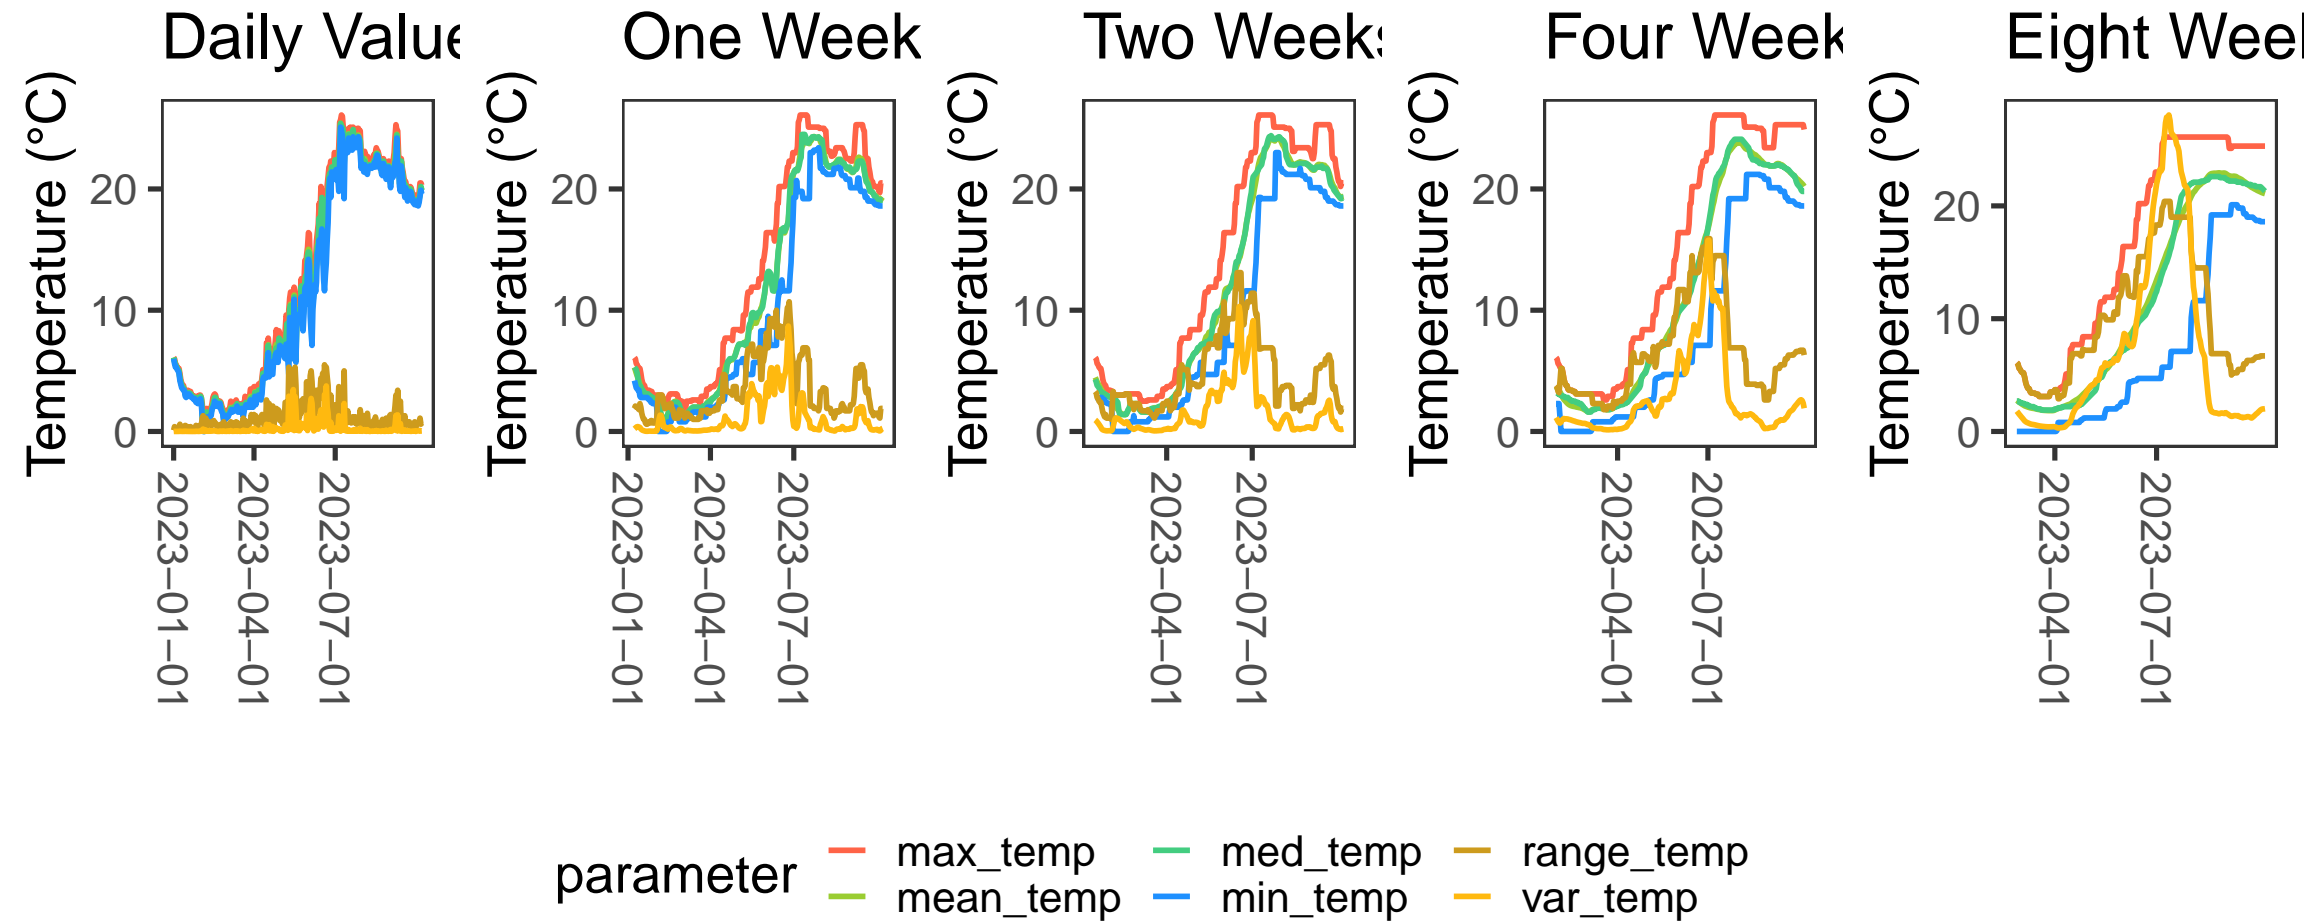 Daily Value
One Week
Two Weeks
Four Week
Eight Wee
Temperature (°C)
20
10
0
2023−01−01
2023−04−01
2023−07−01
Temperature (°C)
20
10
0
2023−01−01
2023−04−01
2023−07−01
Temperature (°C)
20
10
0
2023−04−01
2023−07−01
Temperature (°C)
20
10
0
2023−04−01
2023−07−01
Temperature (°C)
20
10
0
2023−04−01
2023−07−01
parameter
max_temp
mean_temp
med_temp
min_temp
range_temp
var_temp